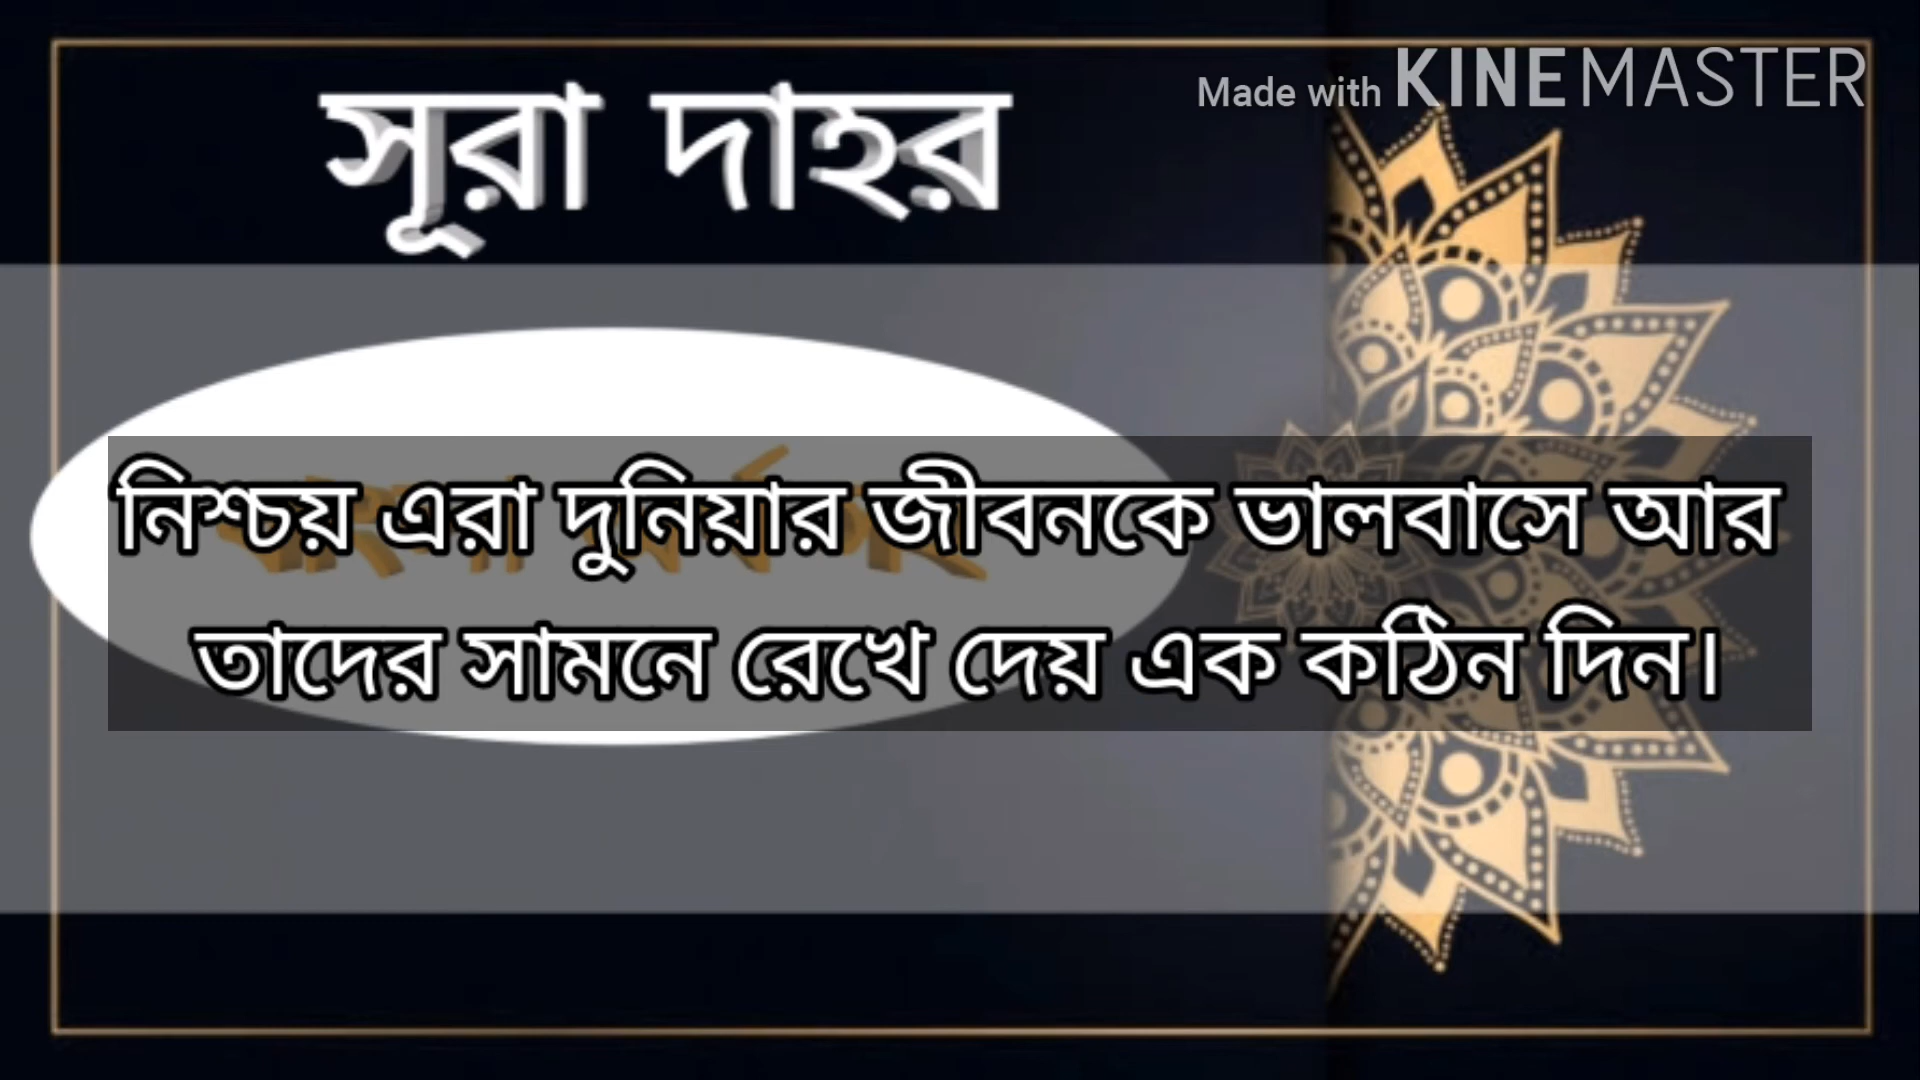 সূরা দাহর
Made with KINEMASTER
নিশ্চয় এরা দুনিয়ার জীবনকে ভালবাসে আর
তাদের সামনে রেখে দেয় এক কঠিন দিন।